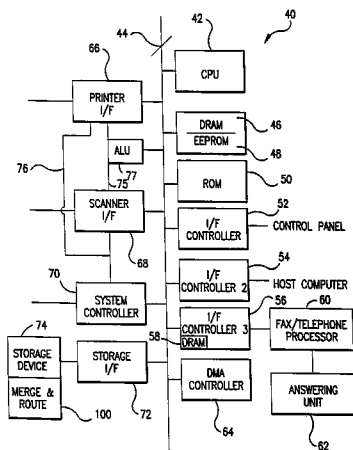 44
42
40
66
CPU
PRINTER
I/F
DRAM
EEPROM
46
48
76
ALU
75
77
ROM
50
SCANNER
I/F
52
I/F
CONTROLLER
CONTROL PANEL
68
54
70
I/F
CONTROLLER 2
HOST COMPUTER
SYSTEM
CONTROLLER
56
60
I/F
CONTROLLER 3
58
DRAM
FAX/TELEPHONE
PROCESSOR
74
STORAGE
DEVICE
MERGE &
ROUTE
100
STORAGE
I/F
72
DMA
CONTROLLER
64
ANSWERING
UNIT
62